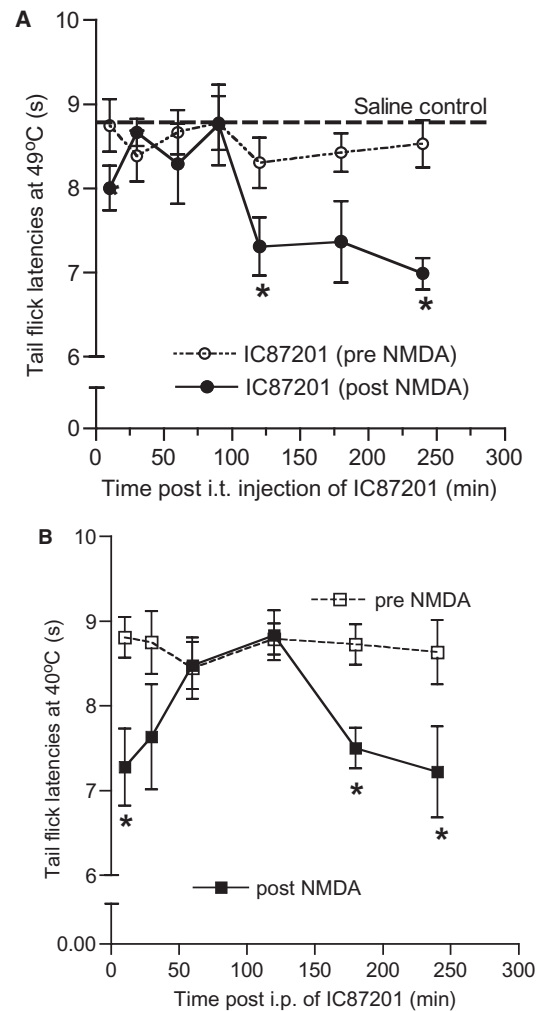 A
10
9
8
7
6
0
Tail flick latencies at 49ºC (s)
Saline control
*
*
*
IC87201 (pre NMDA)
IC87201 (post NMDA)
0 50 100 150 200 250 300
Time post i.t. injection of IC87201 (min)
B
10
9
8
7
6
0.00
Tail flick latencies at 40ºC (s)
pre NMDA
*
*
*
post NMDA
0 50 100 150 200 250 300
Time post i.p. of IC87201 (min)